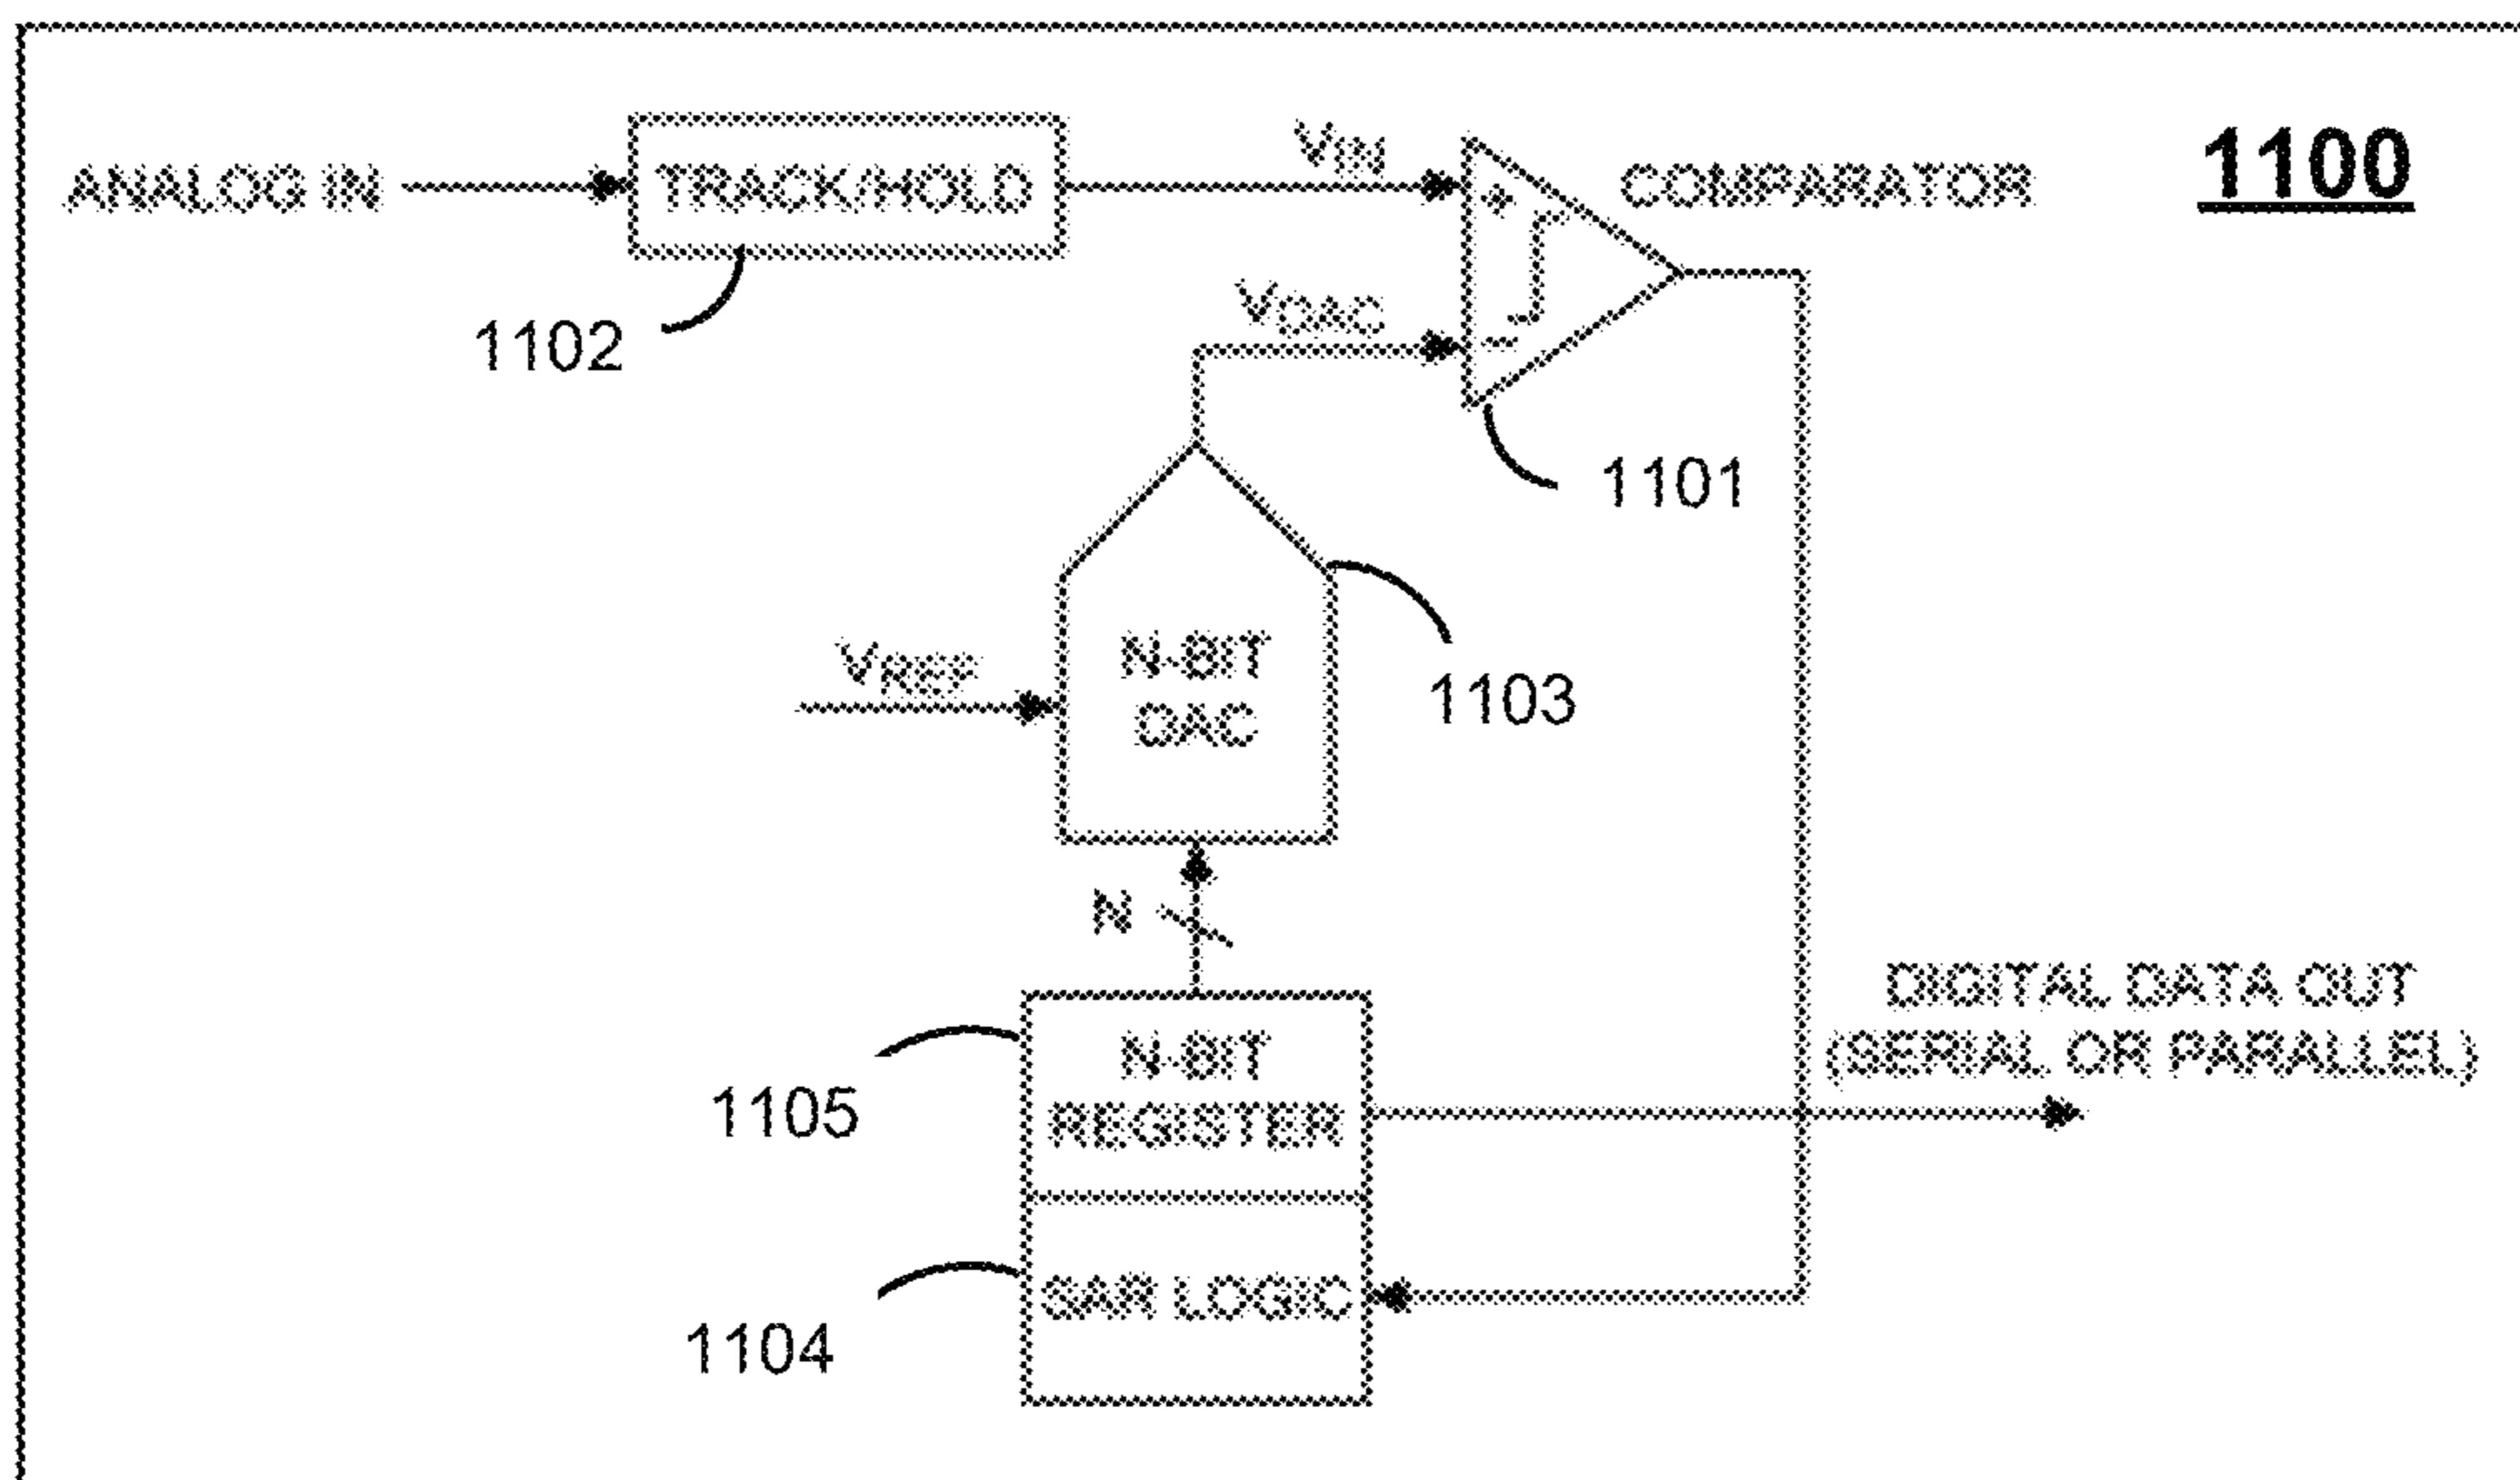 1100
ANALOG IN
TRACK/HOLD
VIN
COMPARATOR
+
1102
VDAC
-
1101
VREF
N-BIT
DAC
1103
N
1105
N-BIT
REGISTER
DIGITAL DATA OUT
(SERIAL OR PARALLEL)
SAR LOGIC
1104